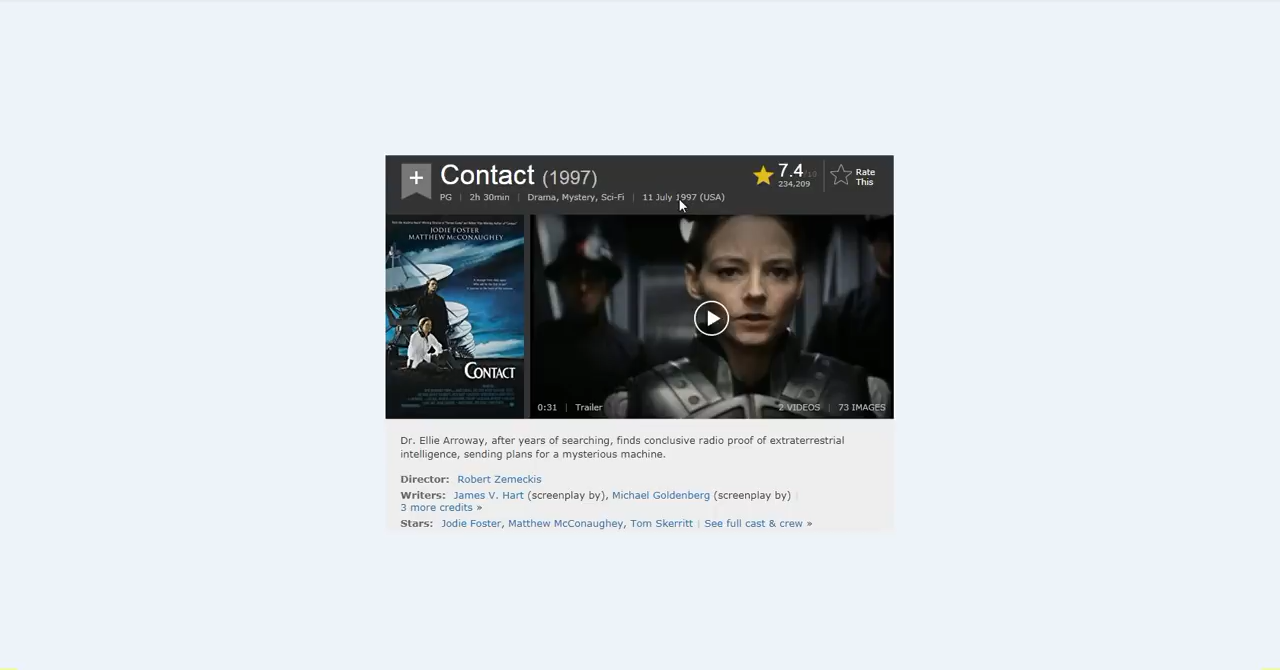 + Contact (1997)
7.4/10
234,209
Rate
This
PG | 2h 30min | Drama, Mystery, Sci-Fi | 11 July 1997 (USA)
JODIE FOSTER
MATTHEW McCONAUGHEY
CONTACT
0:31 | Trailer
2 VIDEOS | 73 IMAGES
Dr. Ellie Arroway, after years of searching, finds conclusive radio proof of extraterrestrial
intelligence, sending plans for a mysterious machine.
Director: Robert Zemeckis
Writers: James V. Hart (screenplay by), Michael Goldenberg (screenplay by) |
3 more credits »
Stars: Jodie Foster, Matthew McConaughey, Tom Skerritt | See full cast & crew »